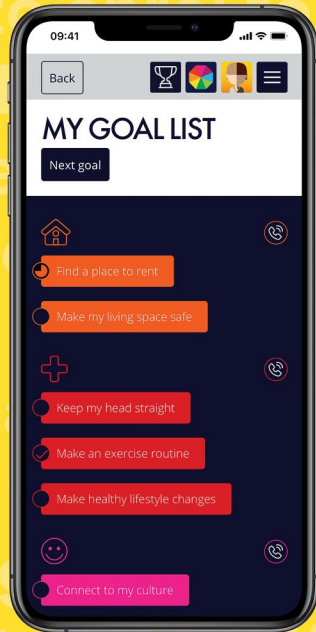 09:41
Back
MY GOAL LIST
Next goal
Find a place to rent
Make my living space safe
Keep my head straight
Make an exercise routine
Make healthy lifestyle changes
Connect to my culture